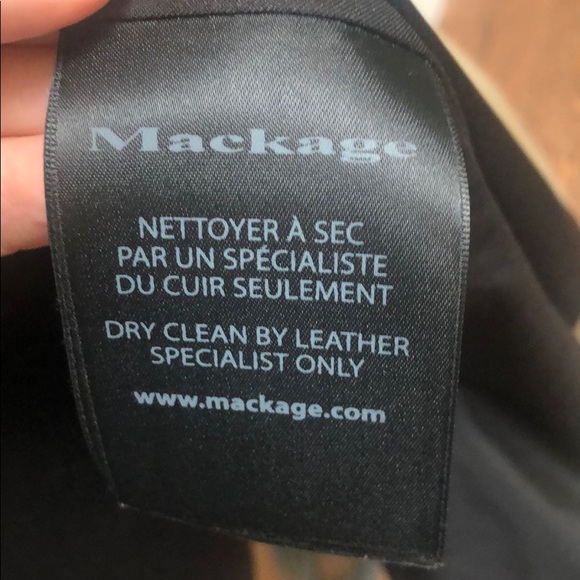 Mackage
NETTOYER À SEC
PAR UN SPÉCIALISTE
DU CUIR SEULEMENT
DRY CLEAN BY LEATHER
SPECIALIST ONLY
www.mackage.com